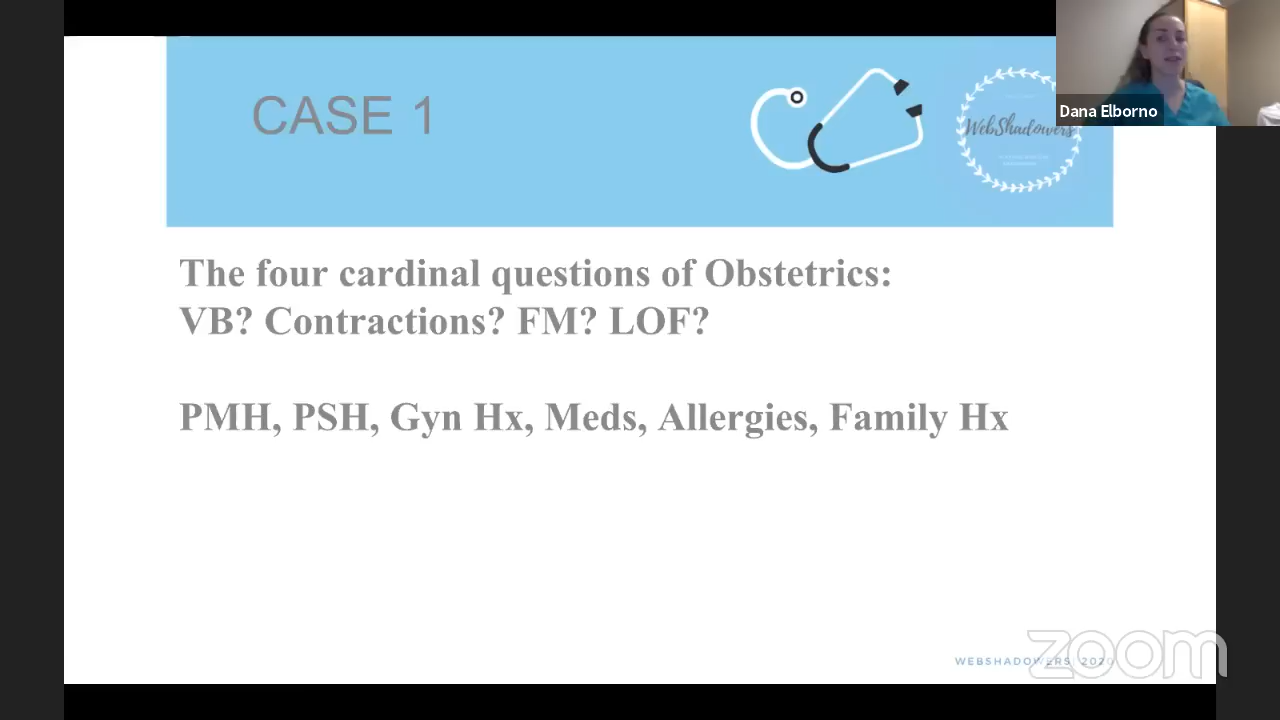 CASE 1
WebShadowers
Dana Elborno
The four cardinal questions of Obstetrics:
VB? Contractions? FM? LOF?
PMH, PSH, Gyn Hx, Meds, Allergies, Family Hx
WEBSHADOWERS 2020
zoom